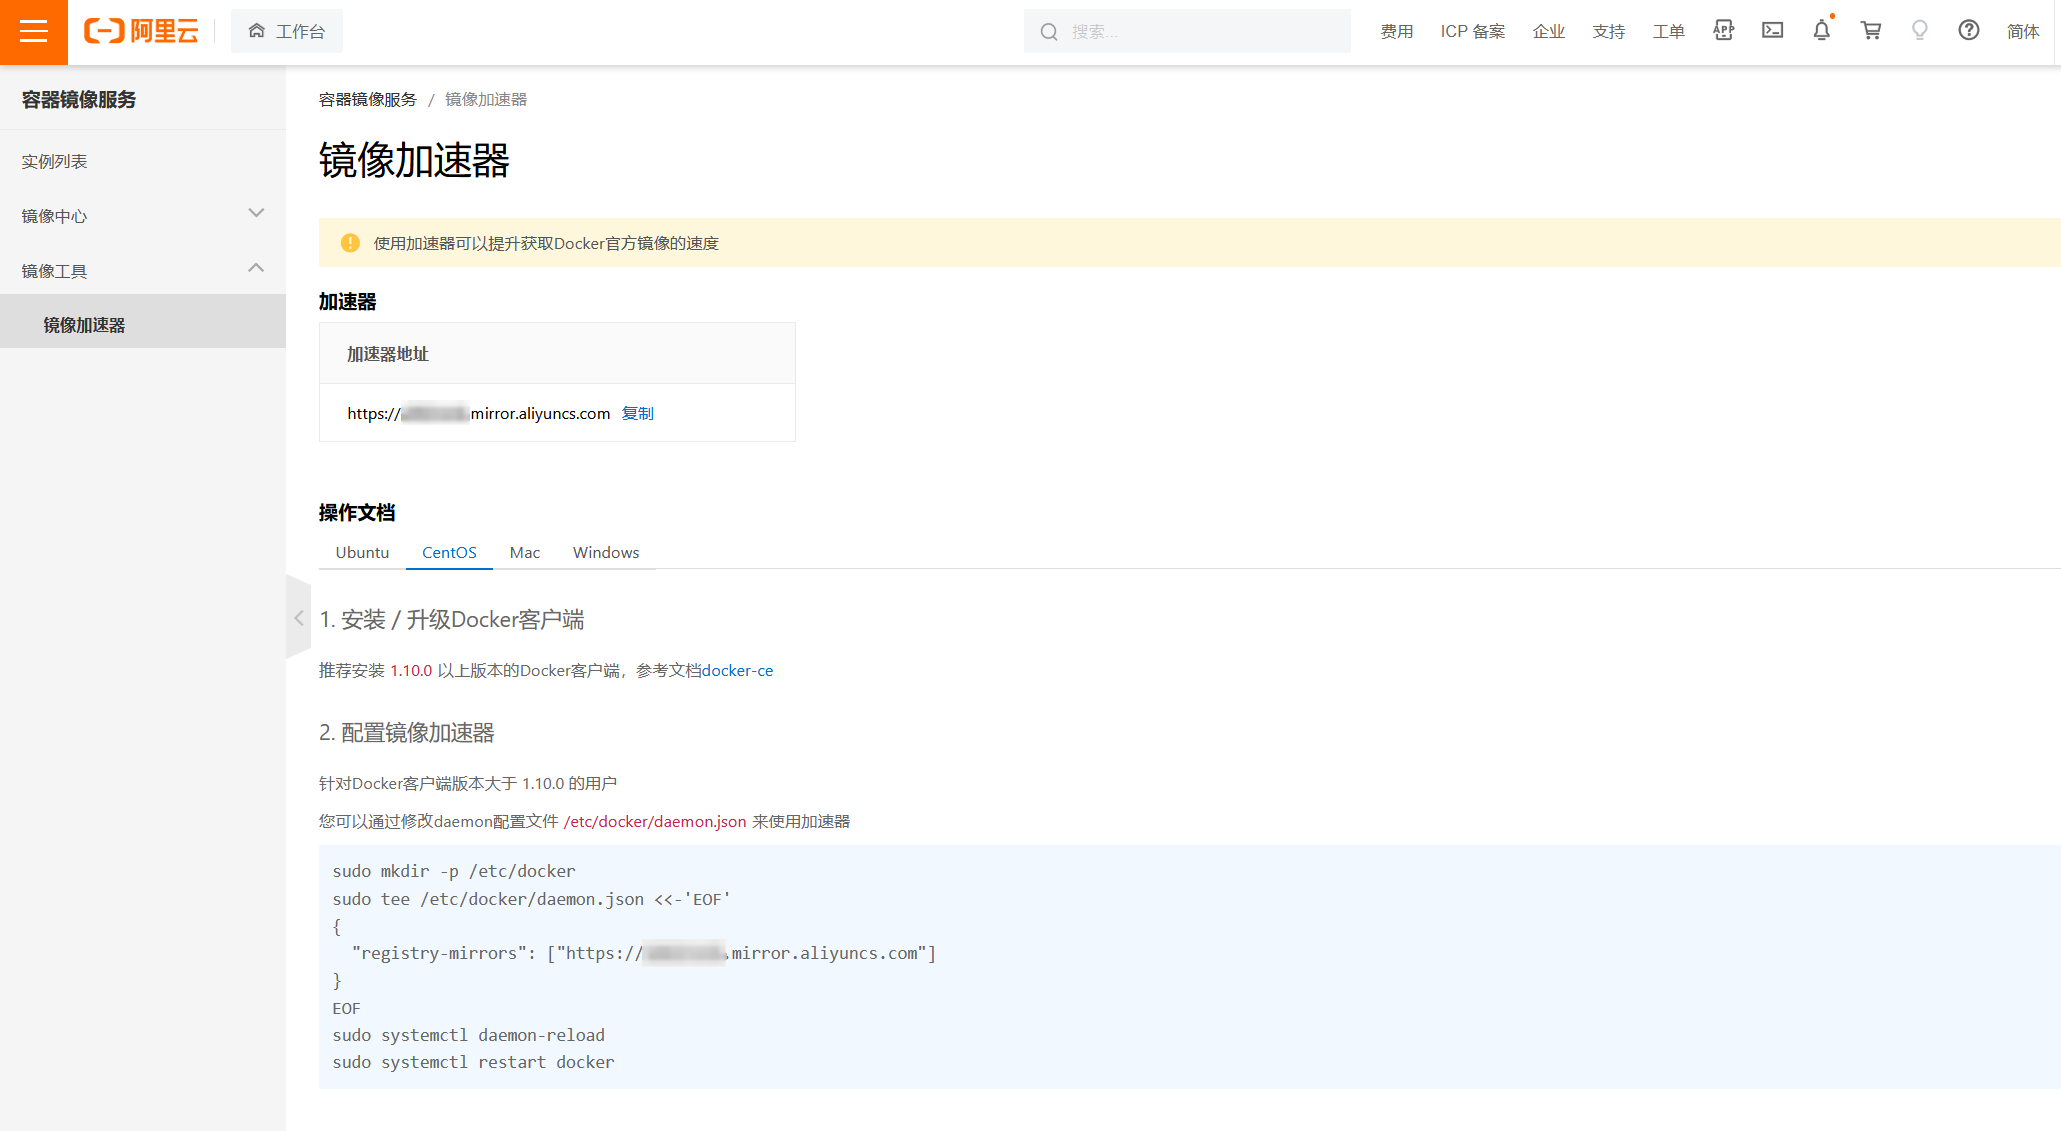 阿里云
工作台
搜索...
费用
ICP 备案
企业
支持
工单
APP
简体
容器镜像服务
实例列表
镜像中心
镜像工具
镜像加速器
容器镜像服务 / 镜像加速器
镜像加速器
使用加速器可以提升获取Docker官方镜像的速度
加速器
加速器地址
https:// .mirror.aliyuncs.com 复制
操作文档
Ubuntu CentOS Mac Windows
1. 安装 / 升级Docker客户端
推荐安装 1.10.0 以上版本的Docker客户端，参考文档docker-ce
2. 配置镜像加速器
针对Docker客户端版本大于 1.10.0 的用户
您可以通过修改daemon配置文件 /etc/docker/daemon.json 来使用加速器
sudo mkdir -p /etc/docker
sudo tee /etc/docker/daemon.json <<-'EOF'
{
"registry-mirrors": ["https:// .mirror.aliyuncs.com"]
}
EOF
sudo systemctl daemon-reload
sudo systemctl restart docker